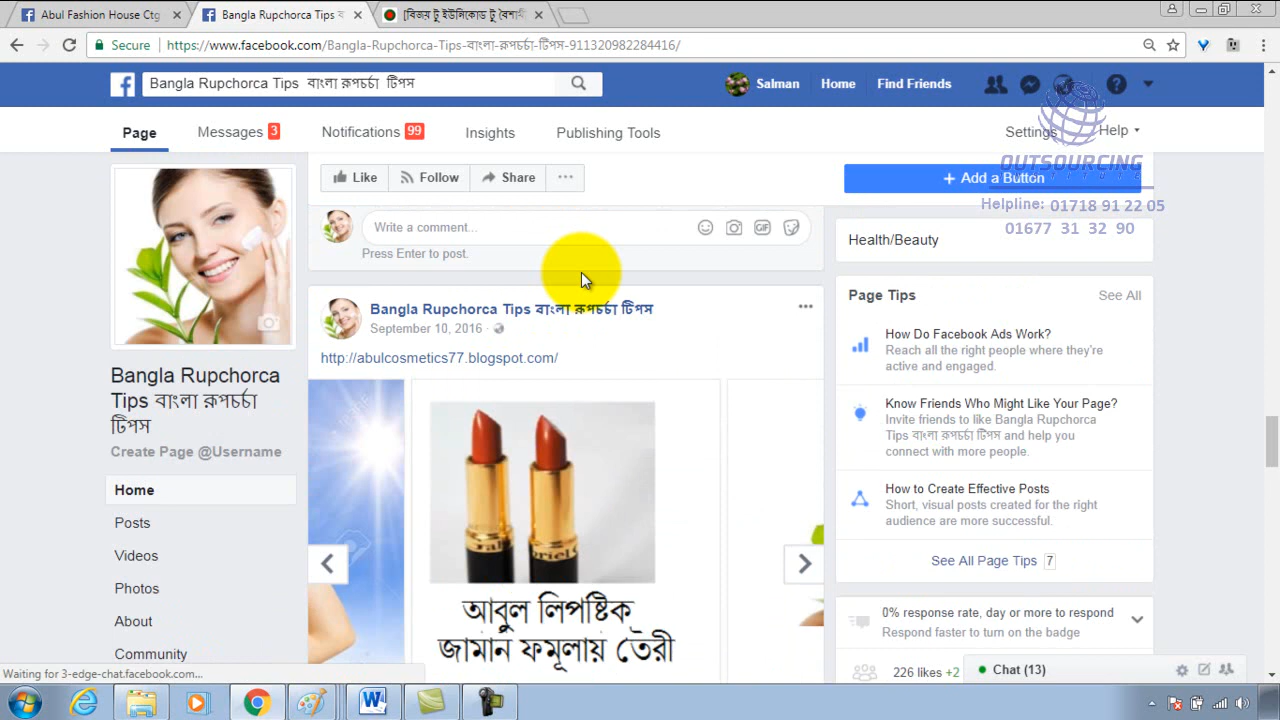 Abul Fashion House Ctg
Bangla Rupchorca Tips
[বিজয় টু ইউনিকোড টু বৈশাখী
Secure
https://www.facebook.com/Bangla-Rupchorca-Tips-বাংলা-রূপচর্চা-টিপস-911320982284416/
Bangla Rupchorca Tips বাংলা রূপচর্চা টিপস
Salman Home Find Friends
Page Messages 3 Notifications 99 Insights Publishing Tools Settings Help
OUTSOURCING
Helpline: 01718 91 22 05
01677 31 32 90
Like Follow Share ...
+ Add a Button
Write a comment...
GIF
Press Enter to post.
Bangla Rupchorca Tips বাংলা রূপচর্চা টিপস
September 10, 2016
http://abulcosmetics77.blogspot.com/
আবুল লিপষ্টিক
জার্মান ফর্মূলায় তৈরী
Bangla Rupchorca
Tips বাংলা রূপচর্চা
টিপস
Create Page @Username
Home
Posts
Videos
Photos
About
Community
Health/Beauty
Page Tips See All
How Do Facebook Ads Work?
Reach all the right people where they're
active and engaged.
Know Friends Who Might Like Your Page?
Invite friends to like Bangla Rupchorca
Tips বাংলা রূপচর্চা টিপস and help you
connect with more people.
How to Create Effective Posts
Short, visual posts created for the right
audience are more successful.
See All Page Tips 7
0% response rate, day or more to respond
Respond faster to turn on the badge
226 likes +2
Chat (13)
Waiting for 3-edge-chat.facebook.com...